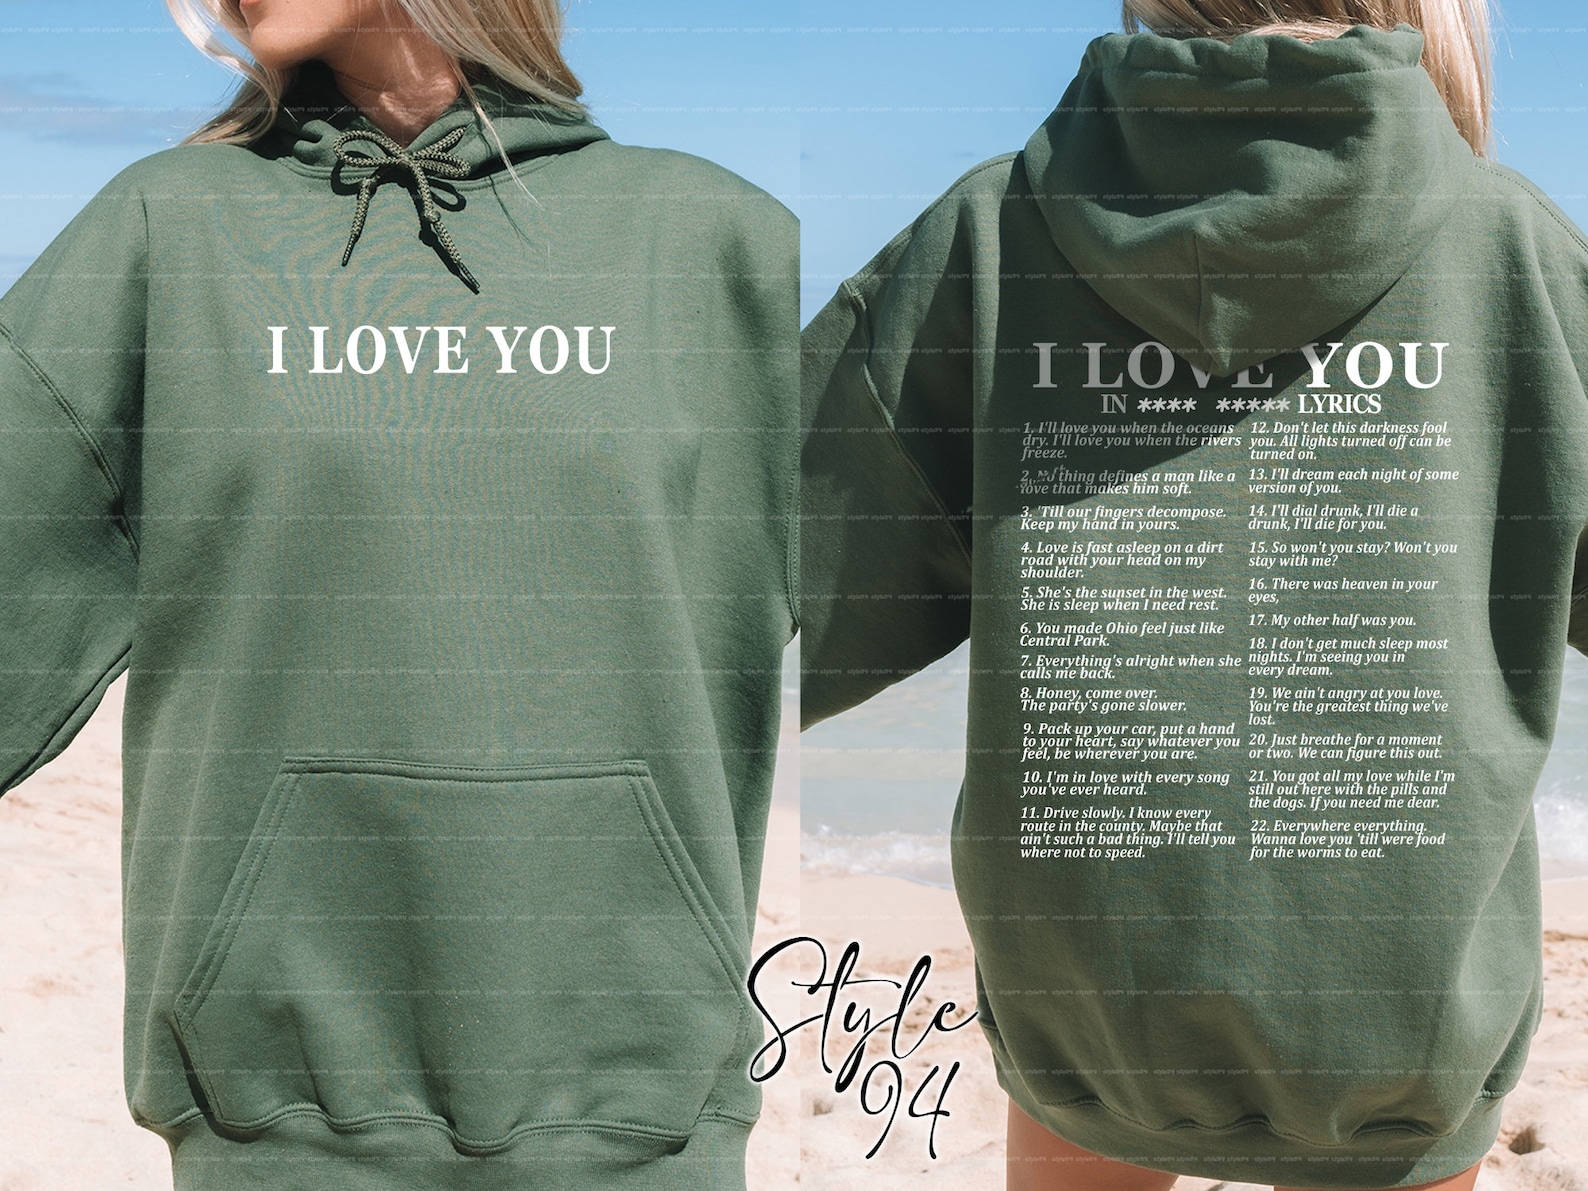 I LOVE YOU
I LOVE YOU
IN **** ***** LYRICS
1. I'll love you when the oceans
dry. I'll love you when the rivers
freeze.
2. No thing defines a man like a
love that makes him soft.
3. 'Till our fingers decompose.
Keep my hand in yours.
4. Love is fast asleep on a dirt
road with your head on my
shoulder.
5. She's the sunset in the west.
She is sleep when I need rest.
6. You made Ohio feel just like
Central Park.
7. Everything's alright when she
calls me back.
8. Honey, come over.
The party's gone slower.
9. Pack up your car, put a hand
to your heart, say whatever you
feel, be wherever you are.
10. I'm in love with every song
you've ever heard.
11. Drive slowly. I know every
route in the county. Maybe that
ain't such a bad thing. I'll tell you
where not to speed.
12. Don't let this darkness fool
you. All lights turned off can be
turned on.
13. I'll dream each night of some
version of you.
14. I'll dial drunk, I'll die a
drunk, I'll die for you.
15. So won't you stay? Won't you
stay with me?
16. There was heaven in your
eyes,
17. My other half was you.
18. I don't get much sleep most
nights. I'm seeing you in
every dream.
19. We ain't angry at you love.
You're the greatest thing we've
lost.
20. Just breathe for a moment
or two. We can figure this out.
21. You got all my love while I'm
still out here with the pills and
the dogs. If you need me dear.
22. Everywhere everything.
Wanna love you 'till were food
for the worms to eat.
Style
94